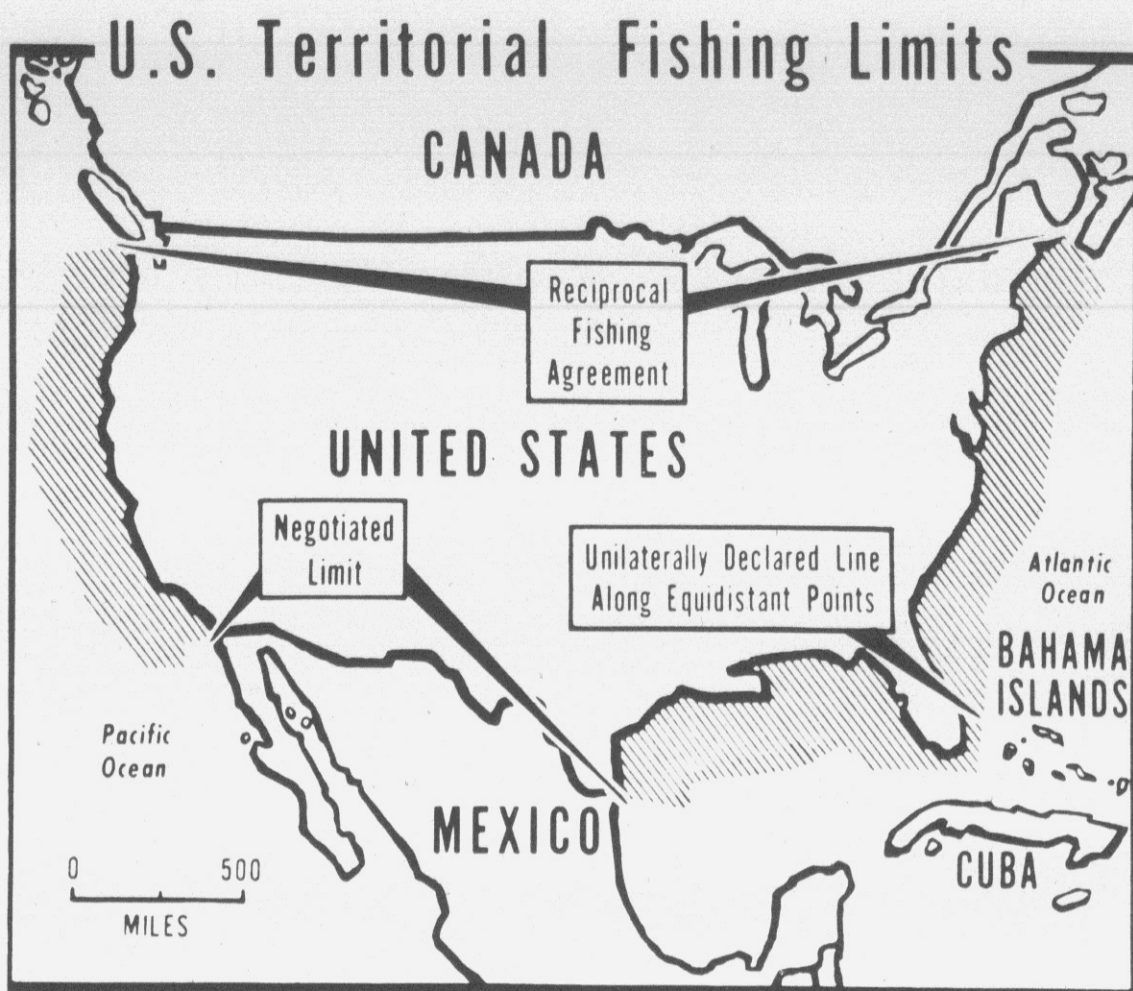 U.S. Territorial Fishing Limits
CANADA
Reciprocal
Fishing
Agreement
UNITED STATES
Negotiated
Limit
Unilaterally Declared Line
Along Equidistant Points
Atlantic
Ocean
BAHAMA
ISLANDS
Pacific
Ocean
MEXICO
CUBA
0 500
MILES